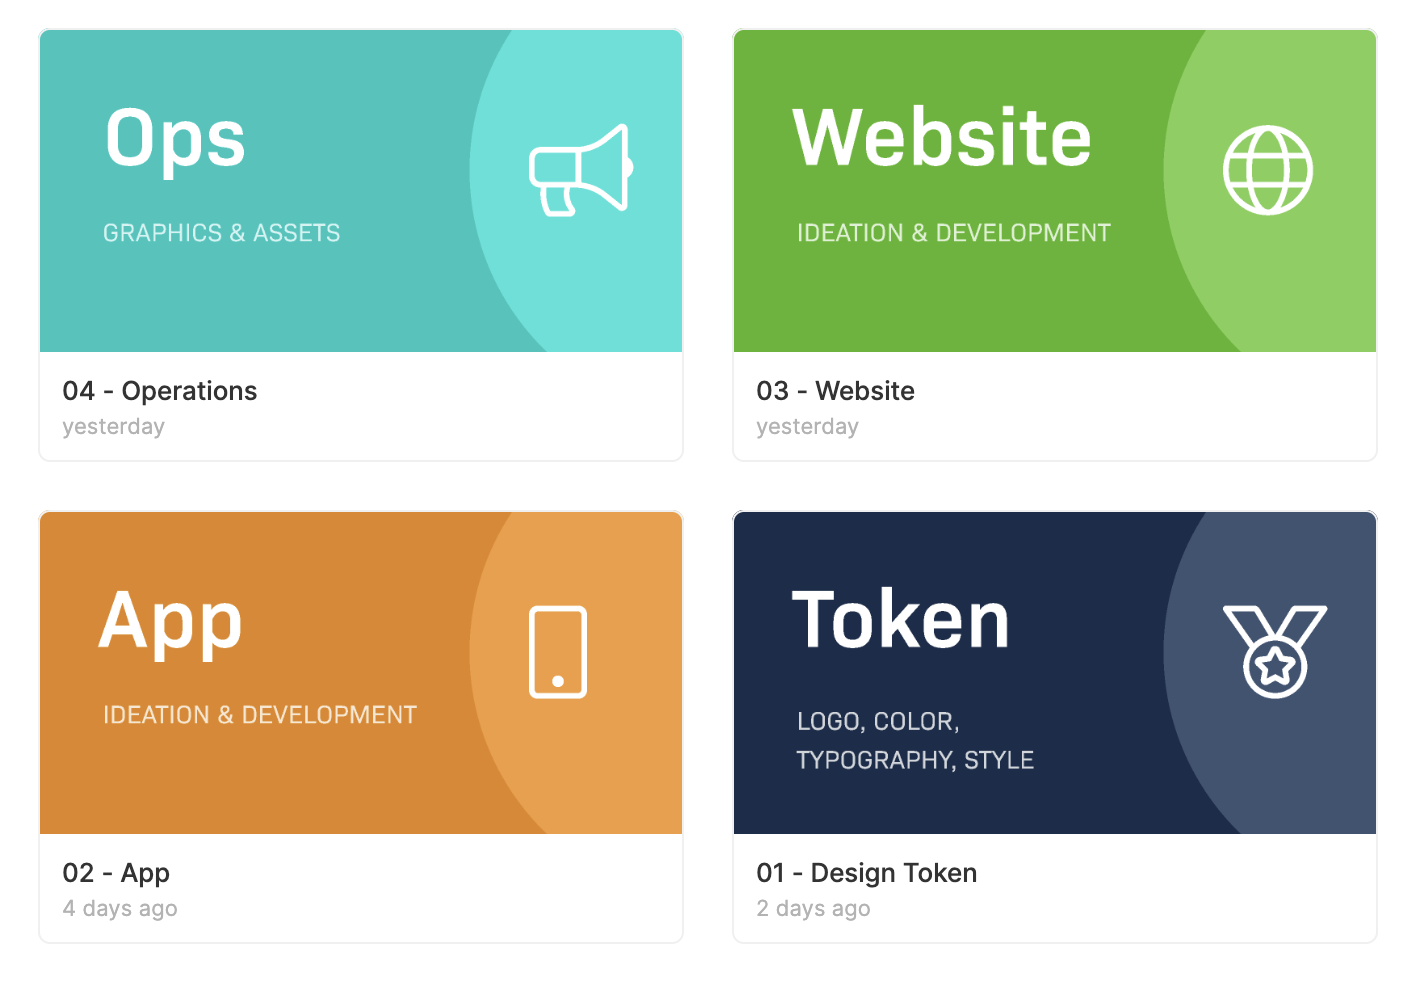 Ops
GRAPHICS & ASSETS
04 - Operations
yesterday
Website
IDEATION & DEVELOPMENT
03 - Website
yesterday
App
IDEATION & DEVELOPMENT
02 - App
4 days ago
Token
LOGO, COLOR,
TYPOGRAPHY, STYLE
01 - Design Token
2 days ago